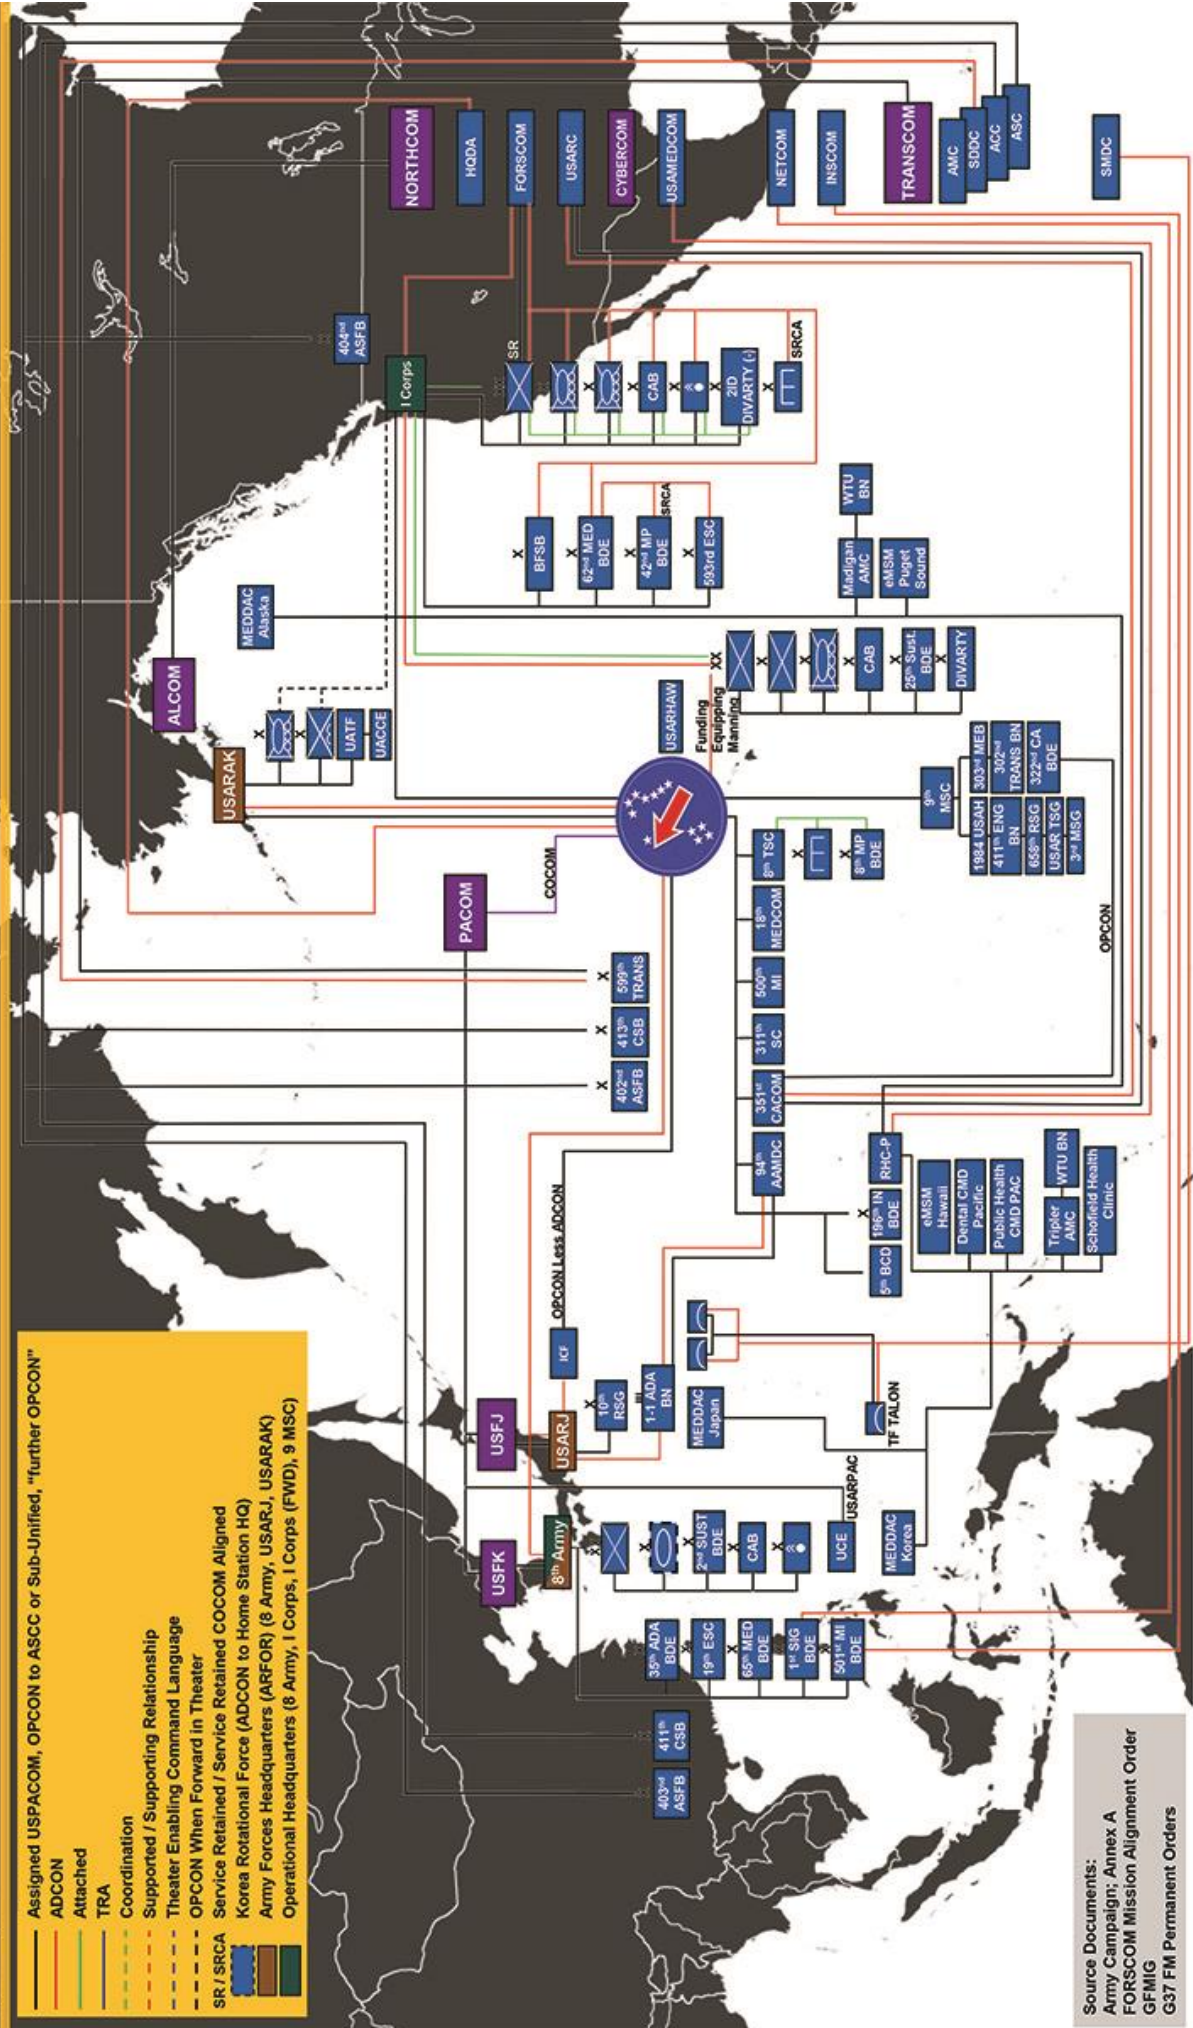 Assigned USPACOM, OPCON to ASCC or Sub-Unified, "further OPCON"
ADCON
Attached
TRA
Coordination
Supported / Supporting Relationship
Theater Enabling Command Language
OPCON When Forward in Theater
SR / SRCA Service Retained / Service Retained COCOM Aligned
Korea Rotational Force (ADCON to Home Station HQ)
Army Forces Headquarters (ARFOR) (8 Army, USARJ, USARAK)
Operational Headquarters (8 Army, I Corps, I Corps (FWD), 9 MSC)
NORTHCOM
HQDA
FORSCOM
USARC
CYBERCOM
USAMEDCOM
NETCOM
INSCOM
TRANSCOM
AMC
SDDC
ACC
ASC
SMDC
404nd
ASFB
I Corps
SR
X
X
CAB
X
X
2ID
DIVARTY (-)
X
X
SRCA
X
BFSB
X
62nd MED
BDE
X
42nd MP
BDE
SRCA
X
593rd ESC
WTU
BN
Madigan
AMC
eMSM
Puget
Sound
MEDDAC
Alaska
ALCOM
USARAK
X
X
UATF
UACCE
USARHAW
Funding
Equipping
Manning
XX
X
X
X
CAB
X
25th Sust.
BDE
X
DIVARTY
PACOM
COCOM
X
599th
TRANS
X
413th
CSB
X
402nd
ASFB
8th TSC
X
X
8th MP
BDE
18th
MEDCOM
500th
MI
311th
SC
351st
CACOM
94th
AAMDC
9th
MSC
303rd MEB
302nd
TRANS BN
322nd CA
BDE
1984 USAH
411th ENG
BN
658th RSG
USAR TSG
3rd MSG
OPCON
RHC-P
X
196th IN
BDE
5th BCD
eMSM
Hawaii
Dental CMD
Pacific
Public Health
CMD PAC
Tripler
AMC
WTU BN
Schofield Health
Clinic
OPCON Less ADCON
ICF
USFJ
USARJ
X
10th
RSG
1-1 ADA
BN
MEDDAC
Japan
TF TALON
USFK
8th Army
X
X
X
2nd SUST
BDE
X
CAB
X
UCE
USARPAC
MEDDAC
Korea
35th ADA
BDE
X
19th ESC
X
65th MED
BDE
1st SIG
BDE
501st MI
BDE
411th
CSB
403nd
ASFB
Source Documents:
Army Campaign; Annex A
FORSCOM Mission Alignment Order
GFMIG
G37 FM Permanent Orders